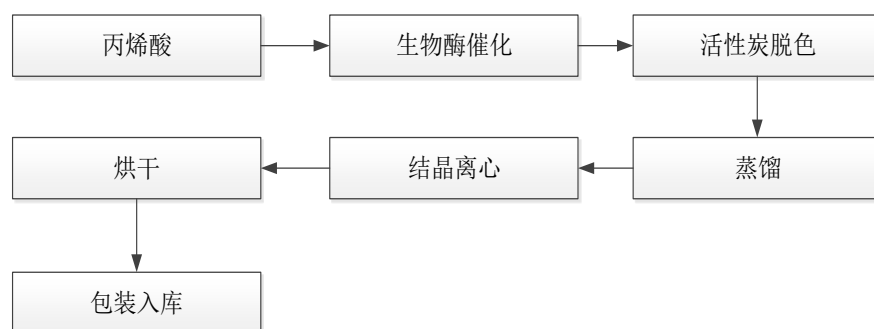 丙烯酸
生物酶催化
活性炭脱色
蒸馏
结晶离心
烘干
包装入库